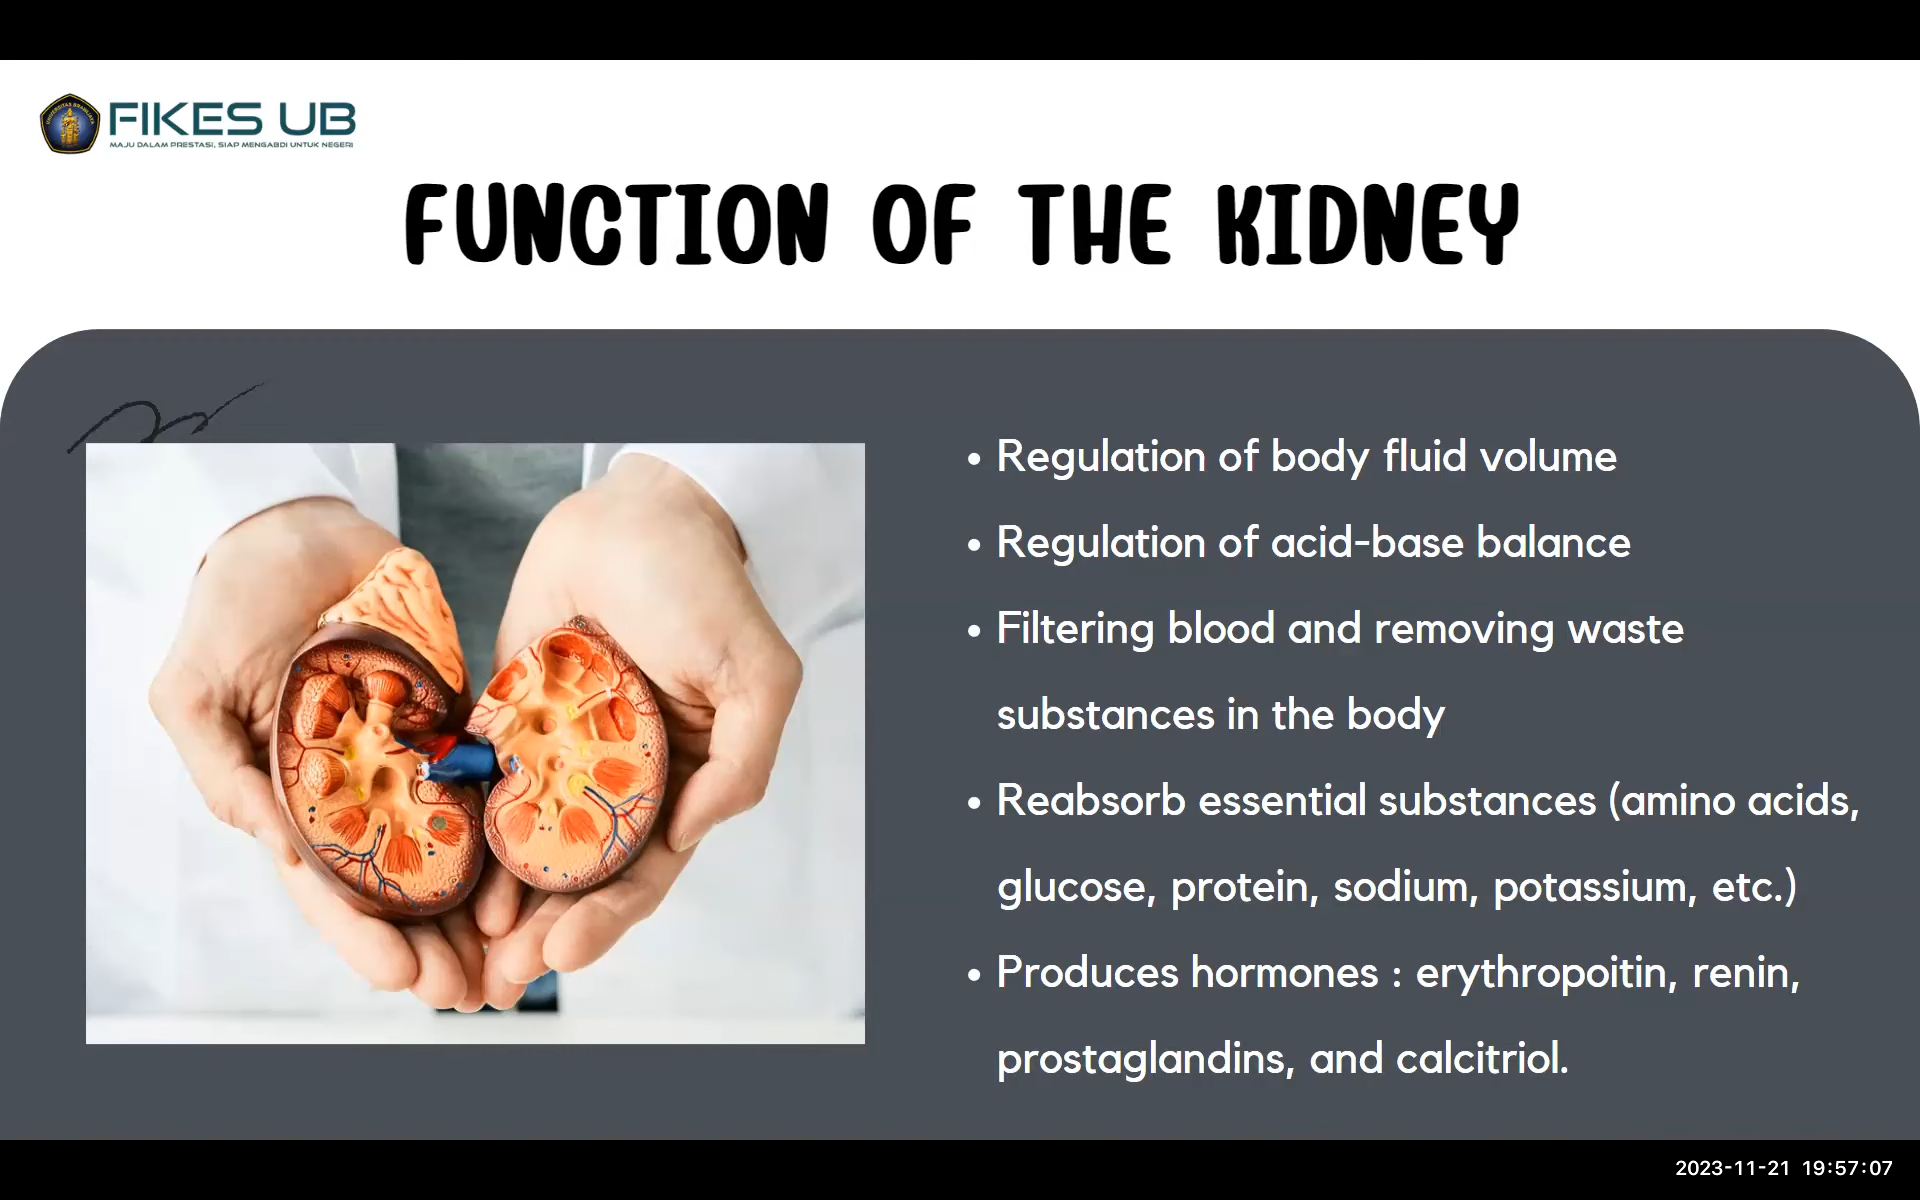 FIKES UB
MAJU DALAM PRESTASI, SIAP MENGABDI UNTUK NEGERI
FUNCTION OF THE KIDNEY
• Regulation of body fluid volume
• Regulation of acid-base balance
• Filtering blood and removing waste
substances in the body
• Reabsorb essential substances (amino acids,
glucose, protein, sodium, potassium, etc.)
• Produces hormones : erythropoitin, renin,
prostaglandins, and calcitriol.
2023-11-21 19:57:07